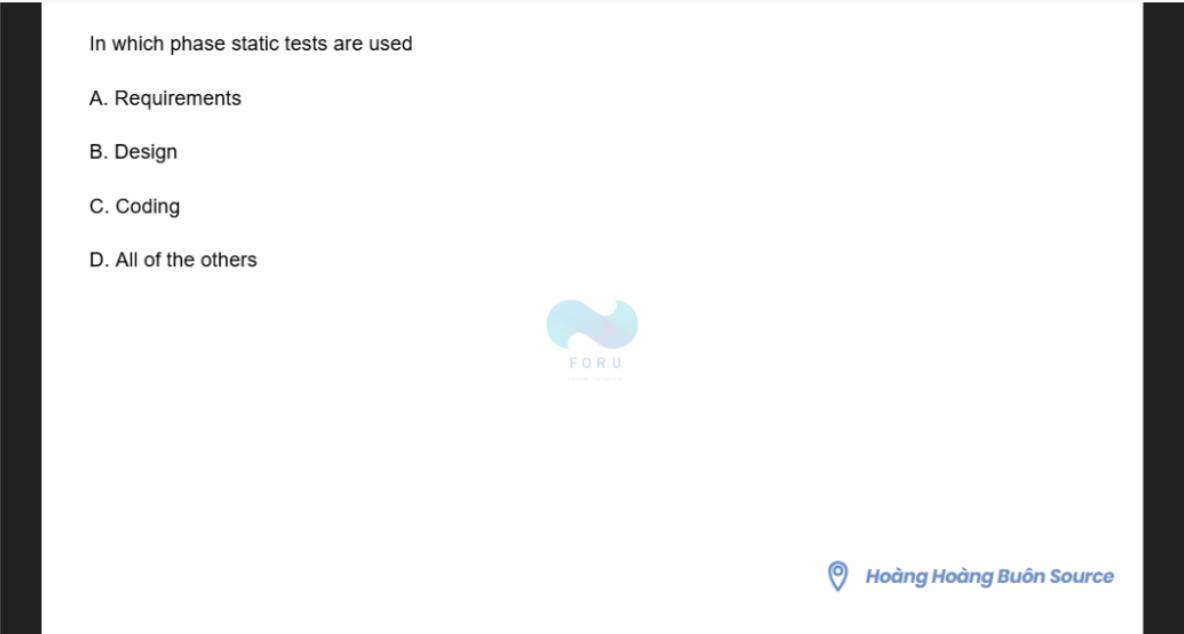 In which phase static tests are used
A. Requirements
B. Design
C. Coding
D. All of the others
FORU
Hoàng Hoàng Buôn Source